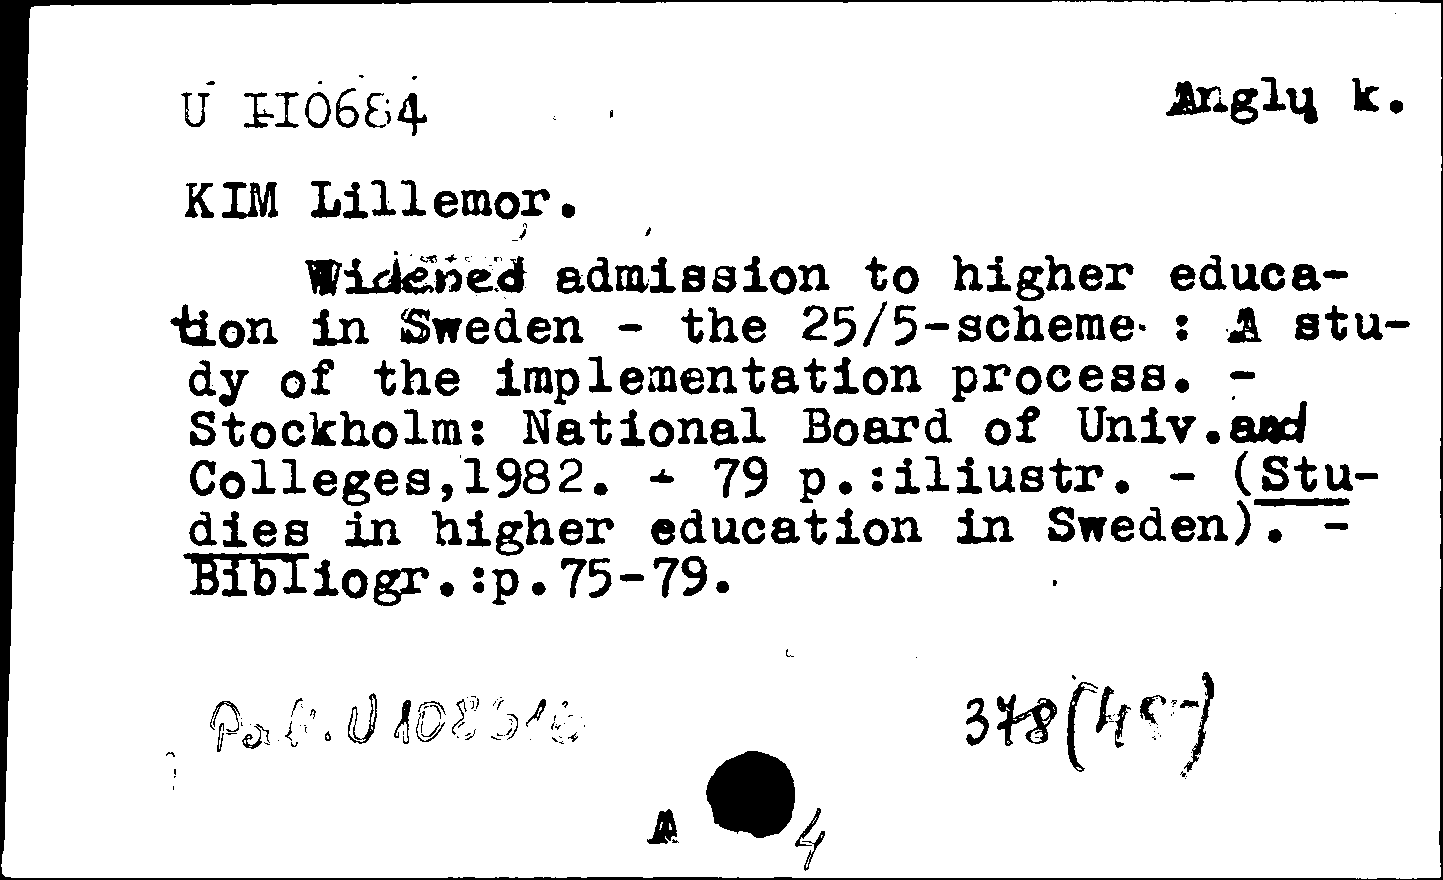 U II0684
Anglų k.
KIM Lillemor.
Widened admission to higher educa-
tion in Sweden - the 25/5-scheme : A stu-
dy of the implementation process. -
Stockholm: National Board of Univ.and
Colleges,1982. - 79 p.:iliustr. - (Stu-
dies in higher education in Sweden). -
Bibliogr.:p.75-79.
378(485)
A 4